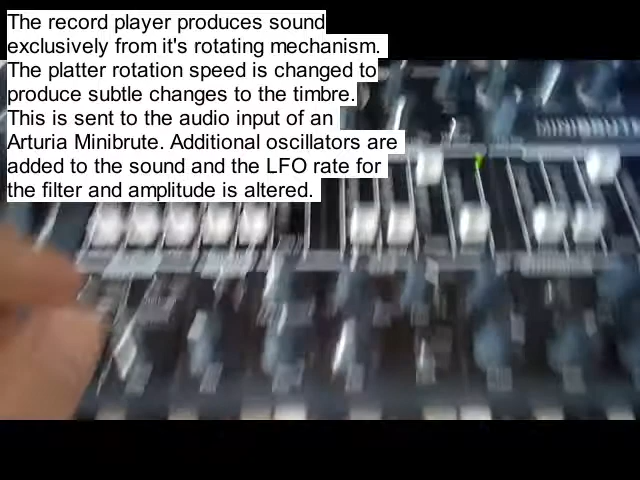 The record player produces sound
exclusively from it's rotating mechanism.
The platter rotation speed is changed to
produce subtle changes to the timbre.
This is sent to the audio input of an
Arturia Minibrute. Additional oscillators are
added to the sound and the LFO rate for
the filter and amplitude is altered.